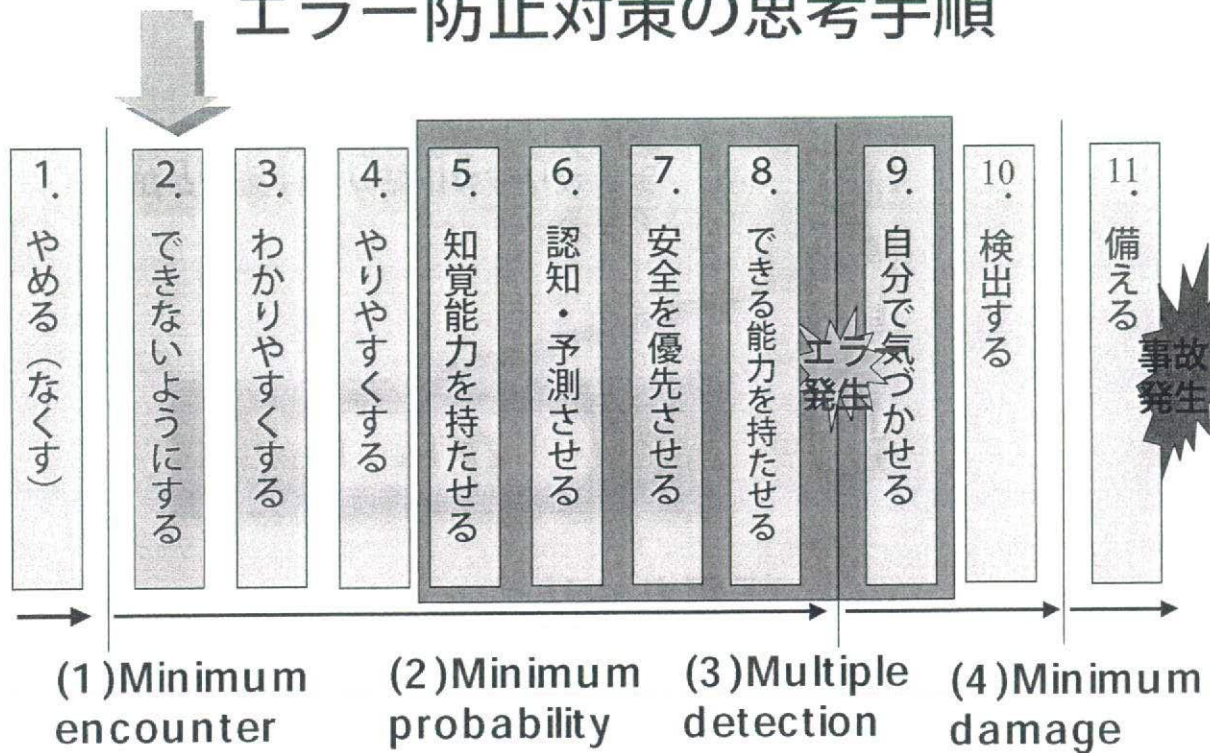 エラー防止対策の思考手順
1. やめる（なくす）
2. できないようにする
3. わかりやすくする
4. やりやすくする
5. 知覚能力を持たせる
6. 認知・予測させる
7. 安全を優先させる
8. できる能力を持たせる
エラー
発生
9. 自分で気づかせる
10. 検出する
11. 備える
事故
発生
(1)Minimum
encounter
(2)Minimum
probability
(3)Multiple
detection
(4)Minimum
damage